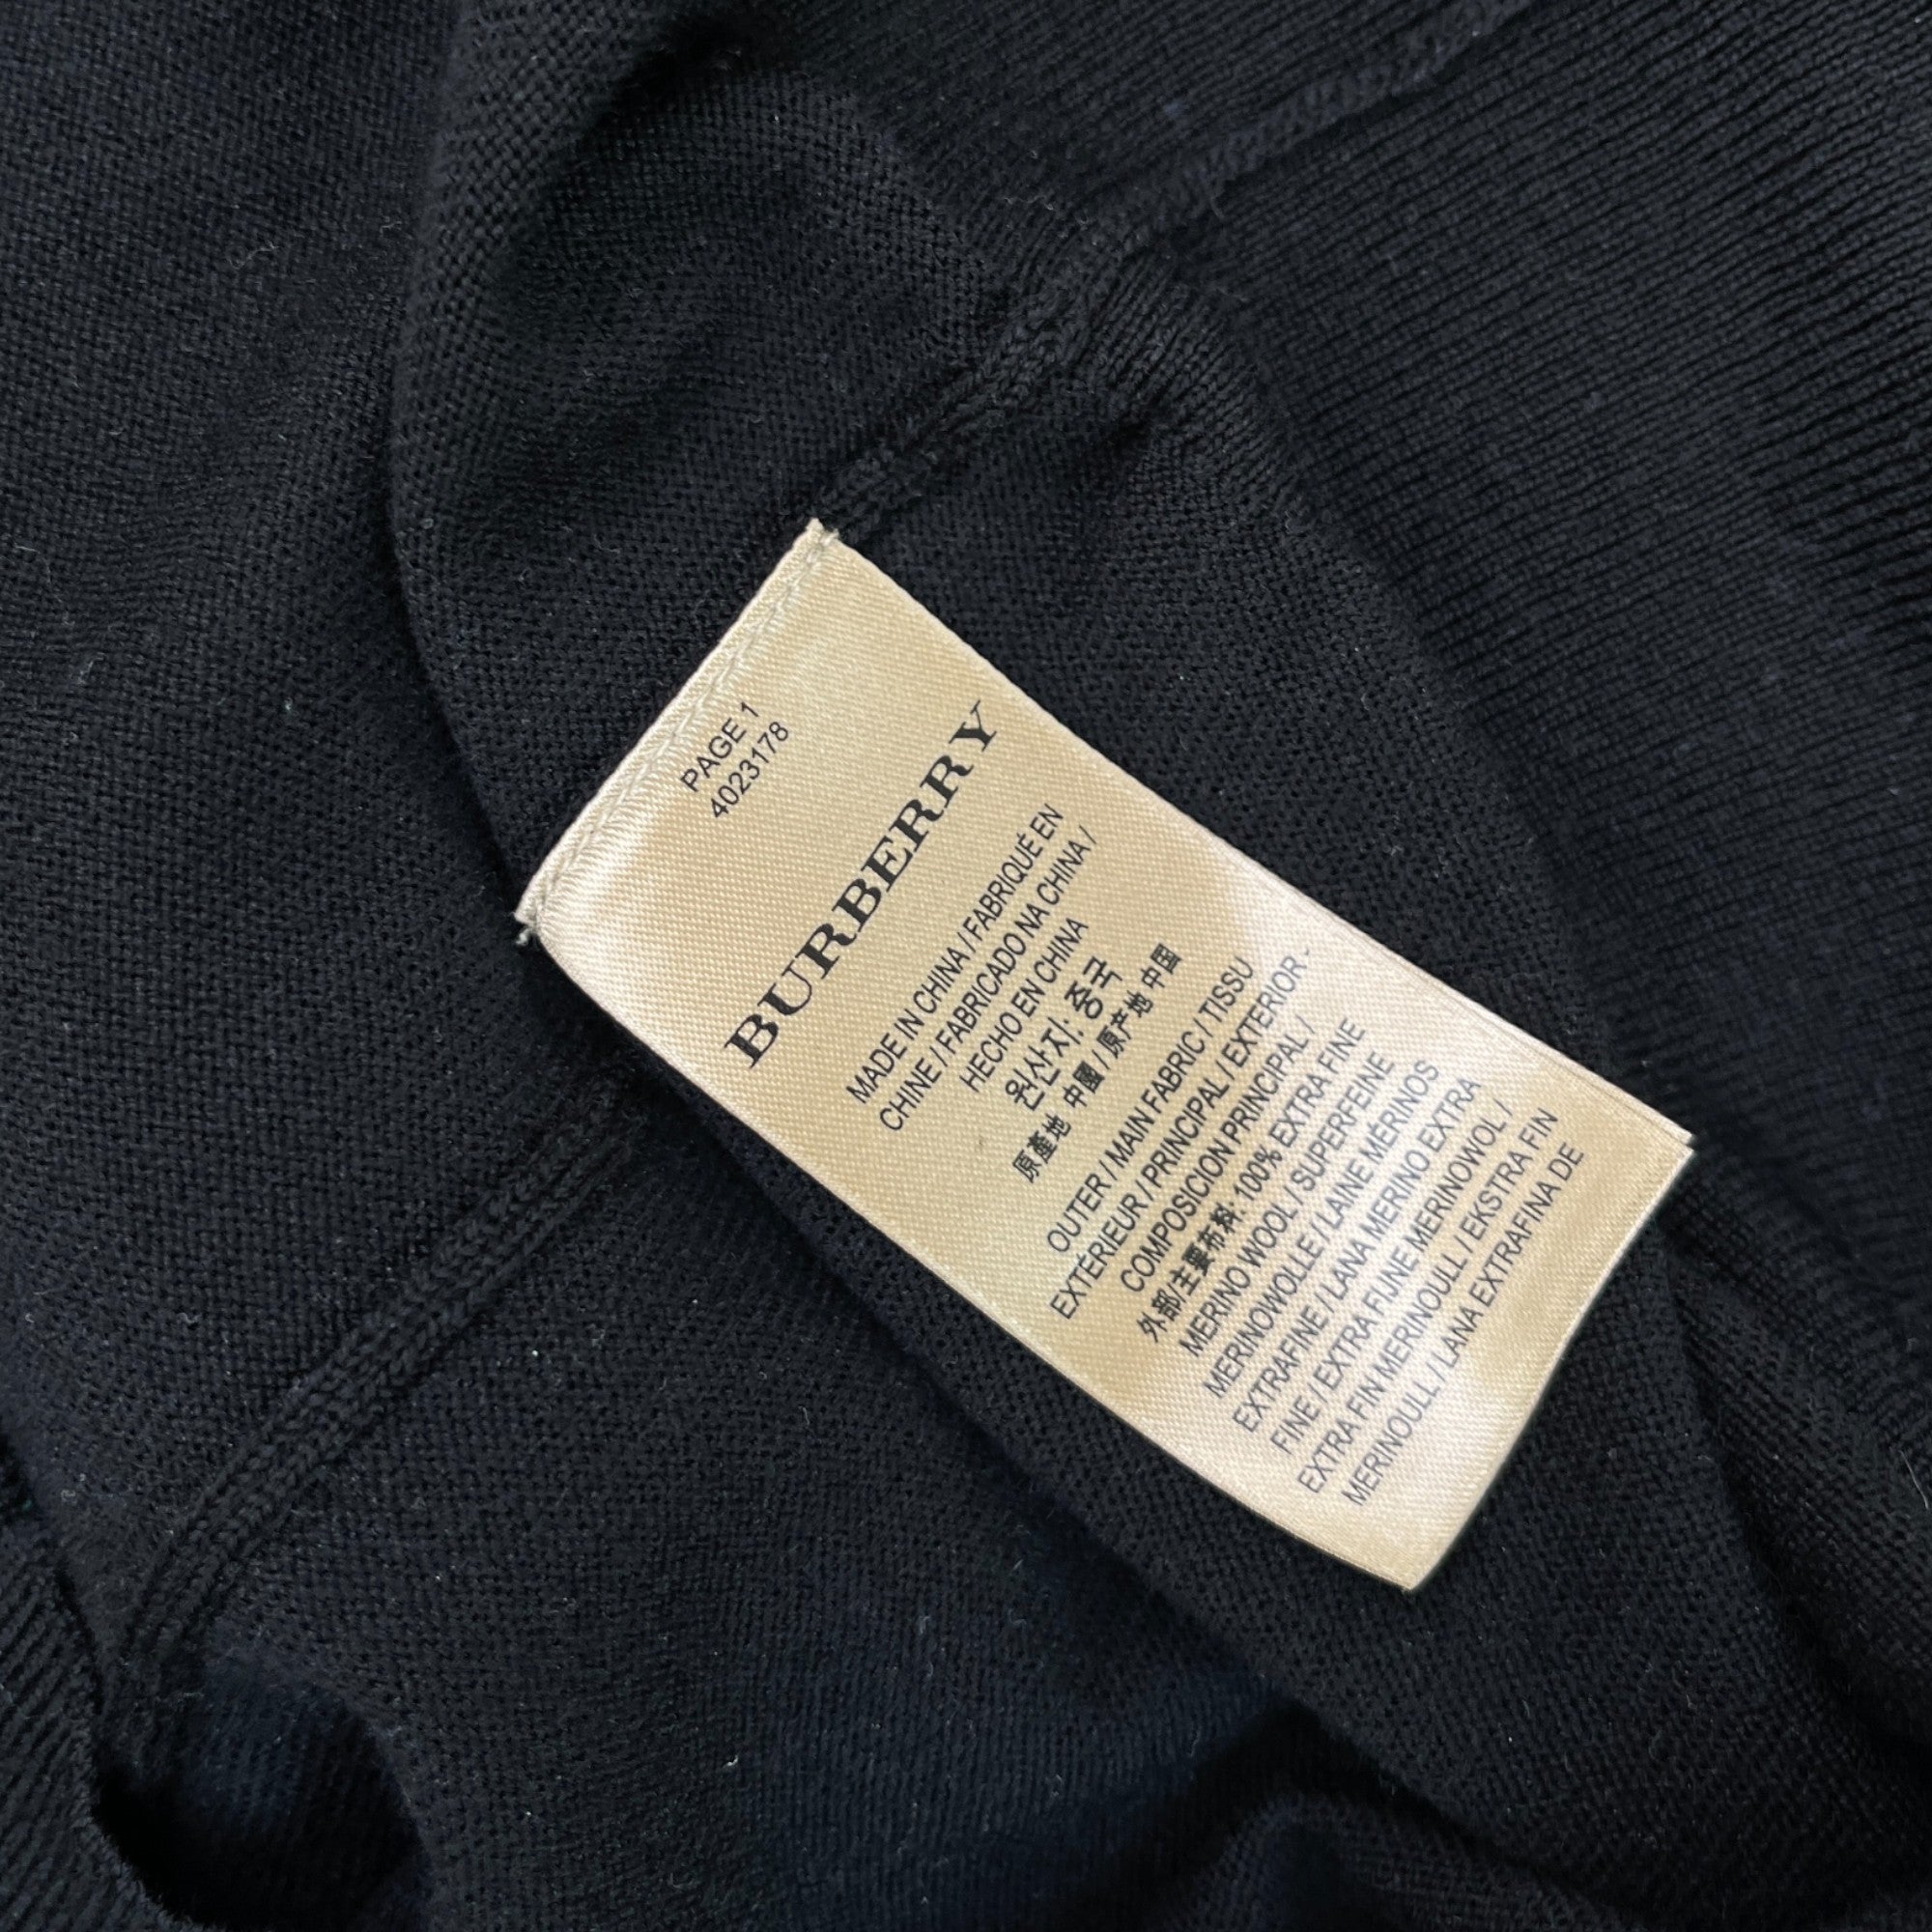 PAGE 1
4023178
BURBERRY
MADE IN CHINA / FABRIQUÉ EN
CHINE / FABRICADO NA CHINA /
HECHO EN CHINA
원산지: 중국
原產地 中國 / 原产地 中国
OUTER / MAIN FABRIC / TISSU
EXTÉRIEUR / PRINCIPAL / EXTERIOR -
COMPOSICION PRINCIPAL /
外部主要布料: 100% EXTRA FINE
MERINO WOOL / SUPERFEINE
MERINOWOLLE / LAINE MÉRINOS
EXTRAFINE / LANA MERINO EXTRA
FINE / EXTRA FIJNE MERINOWOL /
EXTRA FIN MERINOULL / EKSTRA FIN
MERINOULL / LANA EXTRAFINA DE